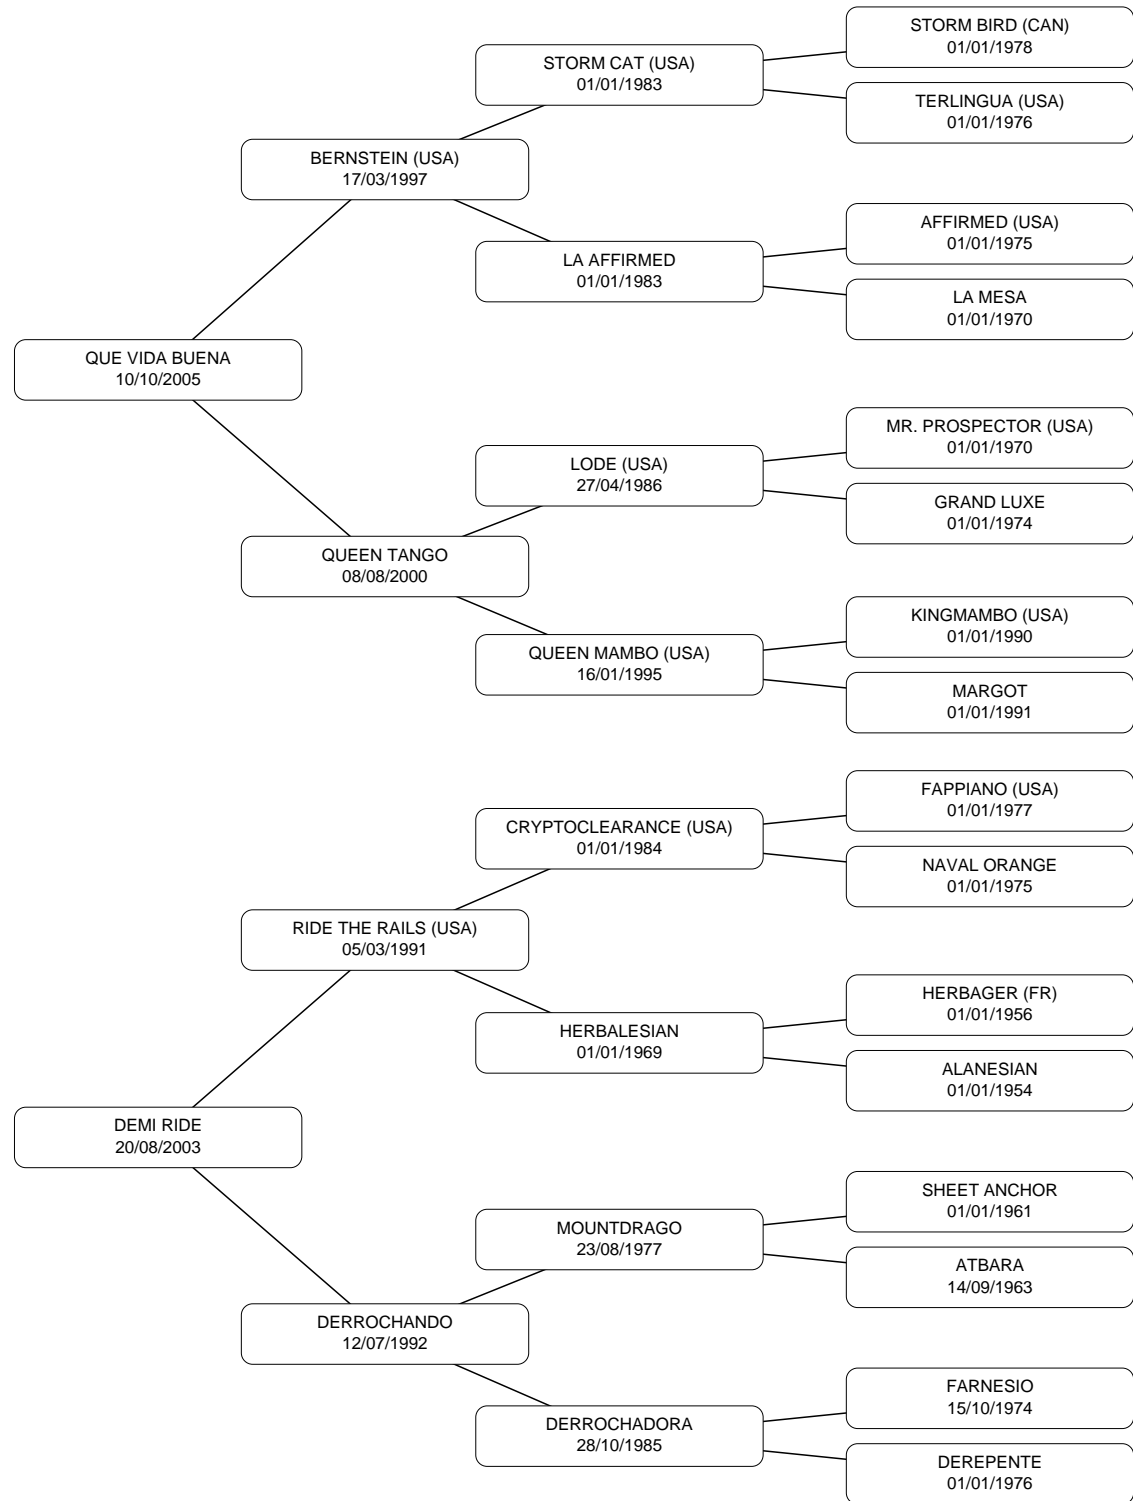 STORM BIRD (CAN)
01/01/1978
STORM CAT (USA)
01/01/1983
TERLINGUA (USA)
01/01/1976
BERNSTEIN (USA)
17/03/1997
AFFIRMED (USA)
01/01/1975
LA AFFIRMED
01/01/1983
LA MESA
01/01/1970
QUE VIDA BUENA
10/10/2005
MR. PROSPECTOR (USA)
01/01/1970
LODE (USA)
27/04/1986
GRAND LUXE
01/01/1974
QUEEN TANGO
08/08/2000
KINGMAMBO (USA)
01/01/1990
QUEEN MAMBO (USA)
16/01/1995
MARGOT
01/01/1991
FAPPIANO (USA)
01/01/1977
CRYPTOCLEARANCE (USA)
01/01/1984
NAVAL ORANGE
01/01/1975
RIDE THE RAILS (USA)
05/03/1991
HERBAGER (FR)
01/01/1956
HERBALESIAN
01/01/1969
ALANESIAN
01/01/1954
DEMI RIDE
20/08/2003
SHEET ANCHOR
01/01/1961
MOUNTDRAGO
23/08/1977
ATBARA
14/09/1963
DERROCHANDO
12/07/1992
FARNESIO
15/10/1974
DERROCHADORA
28/10/1985
DEREPENTE
01/01/1976